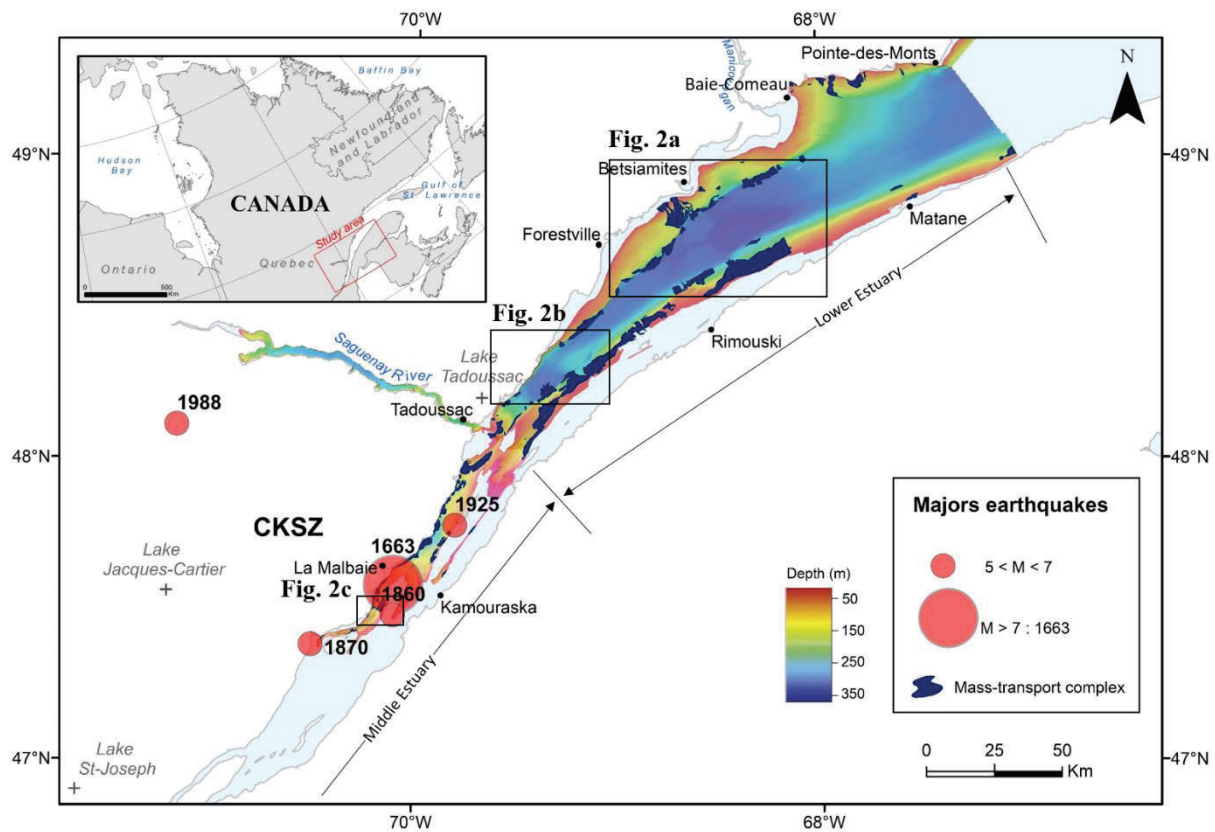 70°W
68°W
Pointe-des-Monts
N
Manicouagan
Baie-Comeau
Baffin Bay
Newfoundland
and Labrador
Hudson
Bay
Gulf of
St. Lawrence
CANADA
Study area
Ontario
Quebec
0
500
Km
49°N
49°N
Fig. 2a
Betsiamites
Matane
Forestville
Lower Estuary
Fig. 2b
Rimouski
Saguenay River
Lake
Tadoussac
Tadoussac
1988
48°N
48°N
1925
CKSZ
1663
La Malbaie
Lake
Jacques-Cartier
1860
Fig. 2c
Kamouraska
1870
Middle Estuary
Depth (m)
50
150
250
350
Majors earthquakes
5 < M < 7
M > 7 : 1663
Mass-transport complex
47°N
47°N
Lake
St-Joseph
0
25
50
Km
70°W
68°W